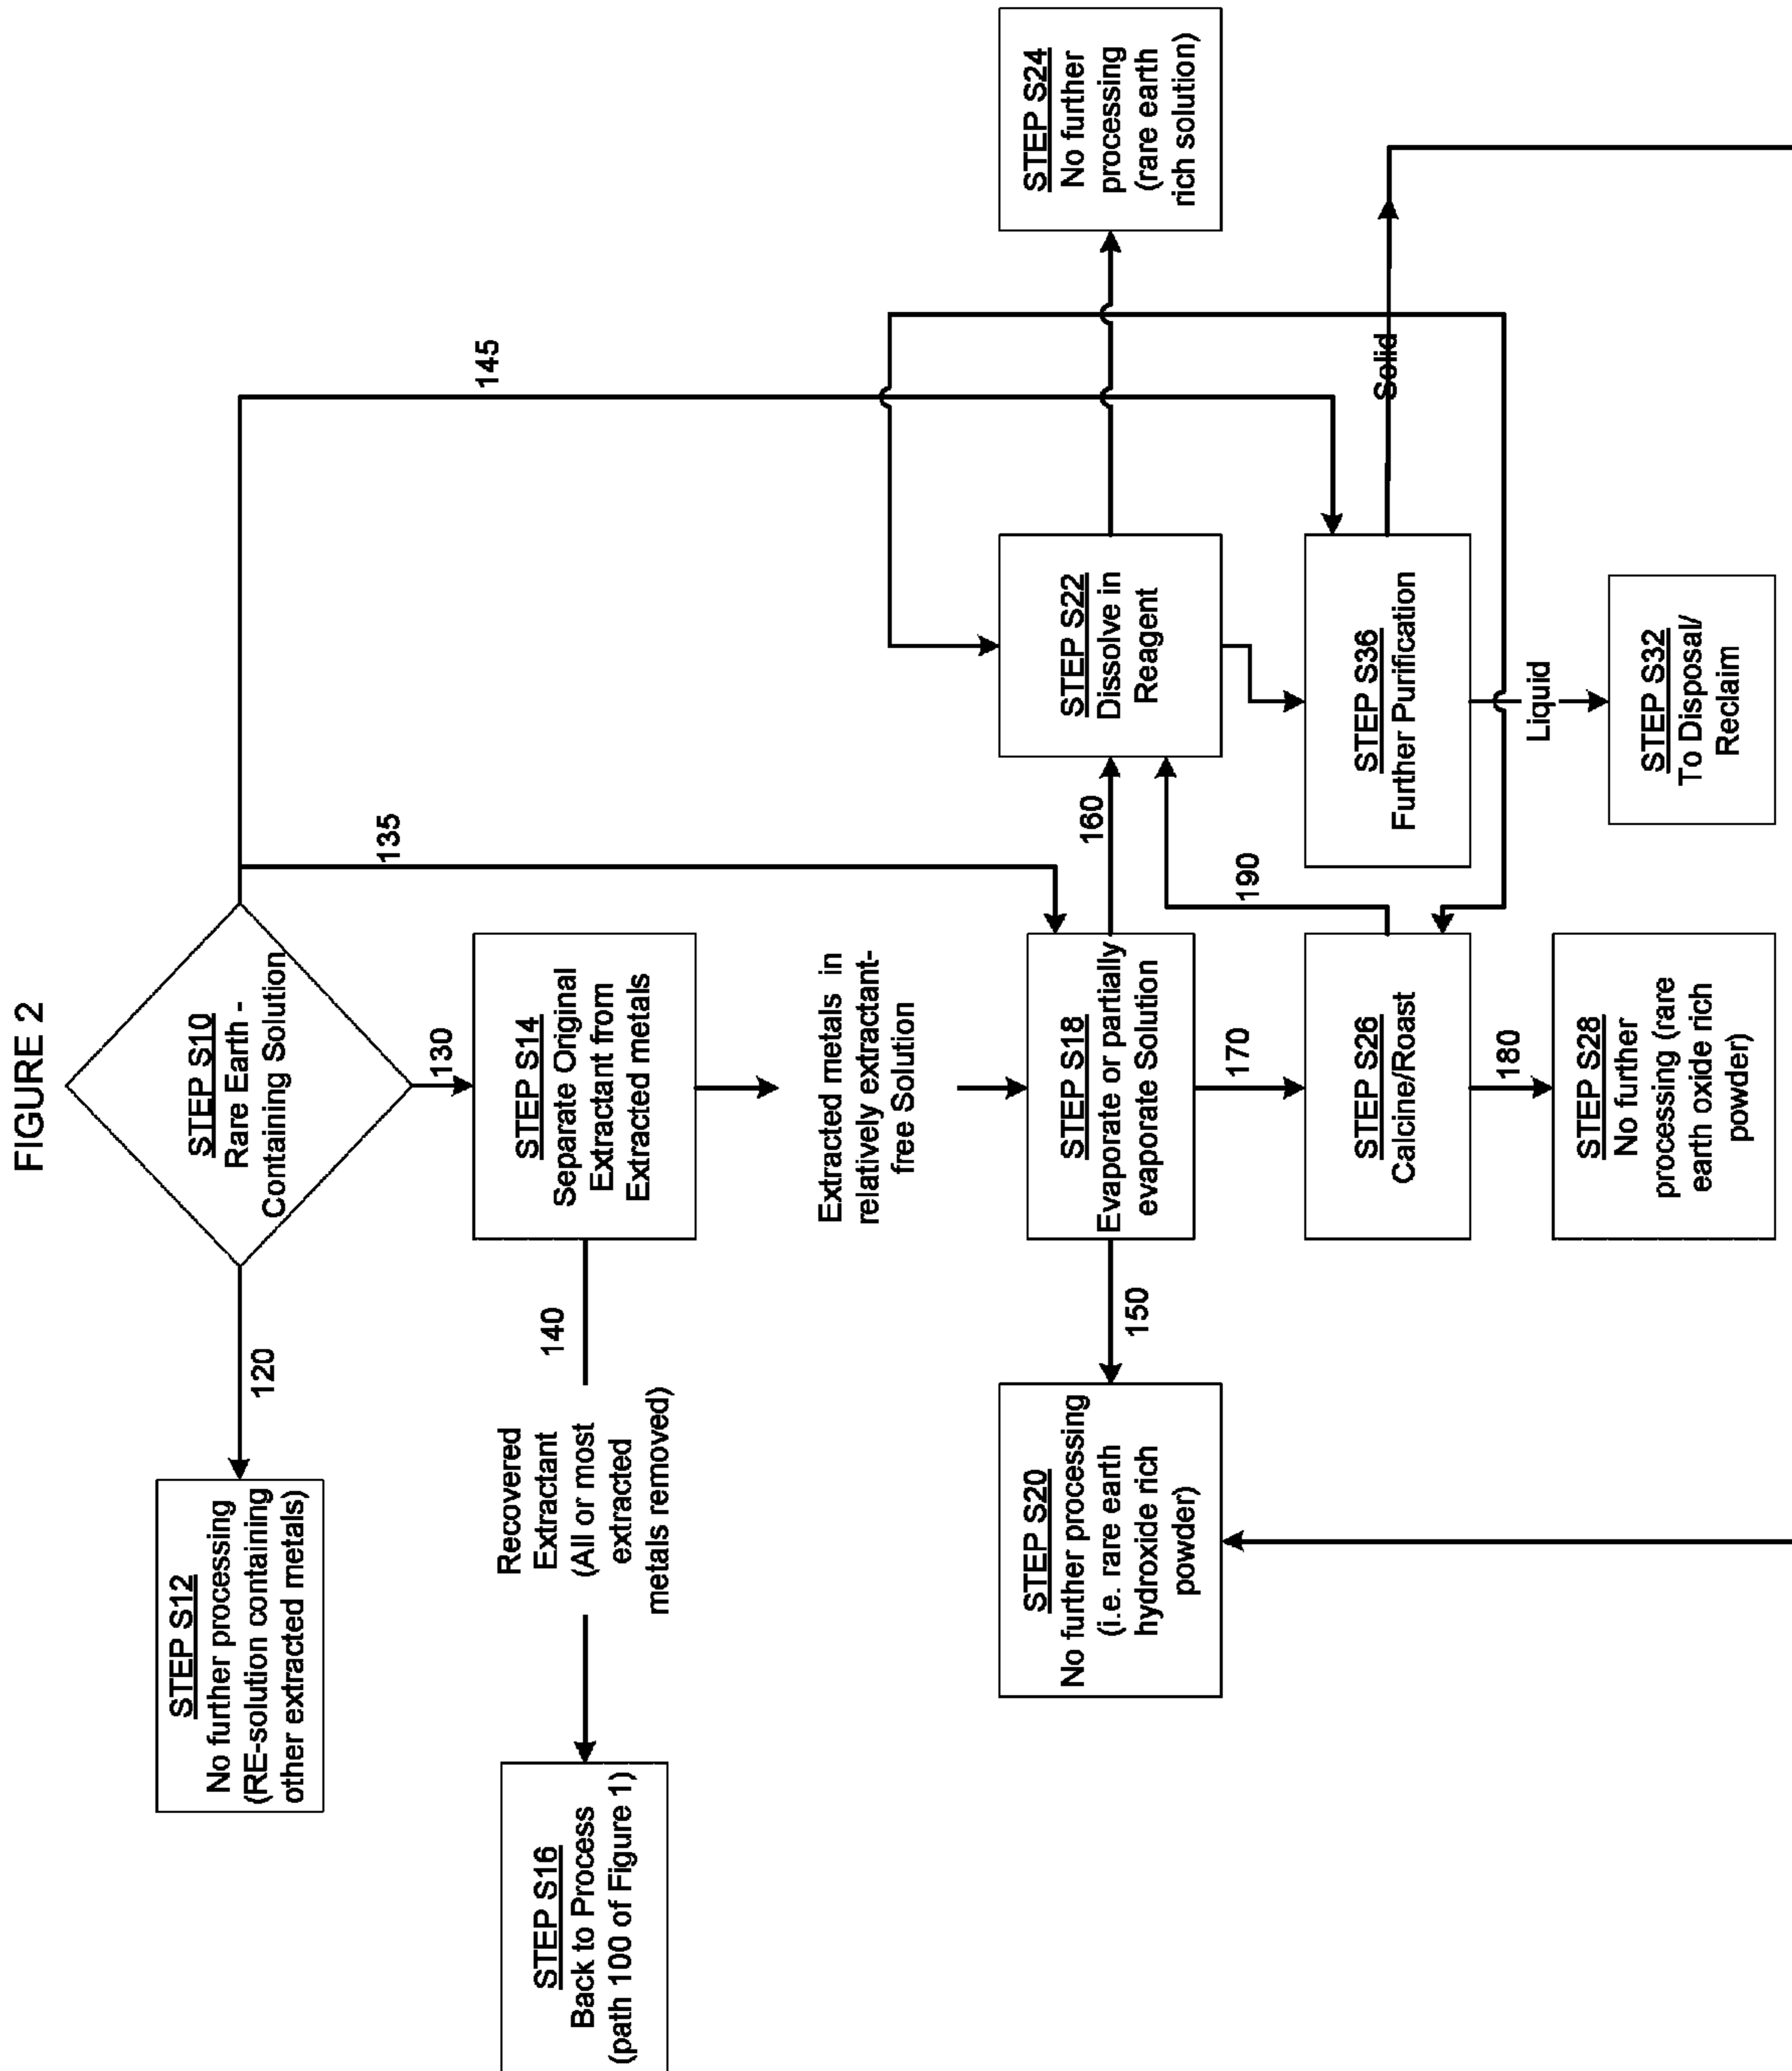 FIGURE 2
STEP S10
Rare Earth -
Containing Solution
120
STEP S12
No further processing
(RE-solution containing
other extracted metals)
130
135
145
STEP S14
Separate Original
Extractant from
Extracted metals
140
Recovered
Extractant
(All or most
extracted
metals removed)
STEP S16
Back to Process
(path 100 of Figure 1)
Extracted metals in
relatively extractant-
free Solution
STEP S18
Evaporate or partially
evaporate Solution
150
STEP S20
No further processing
(i.e. rare earth
hydroxide rich
powder)
160
STEP S22
Dissolve in
Reagent
STEP S24
No further
processing
(rare earth
rich solution)
170
STEP S26
Calcine/Roast
190
180
STEP S28
No further
processing (rare
earth oxide rich
powder)
STEP S36
Further Purification
Solid
Liquid
STEP S32
To Disposal/
Reclaim